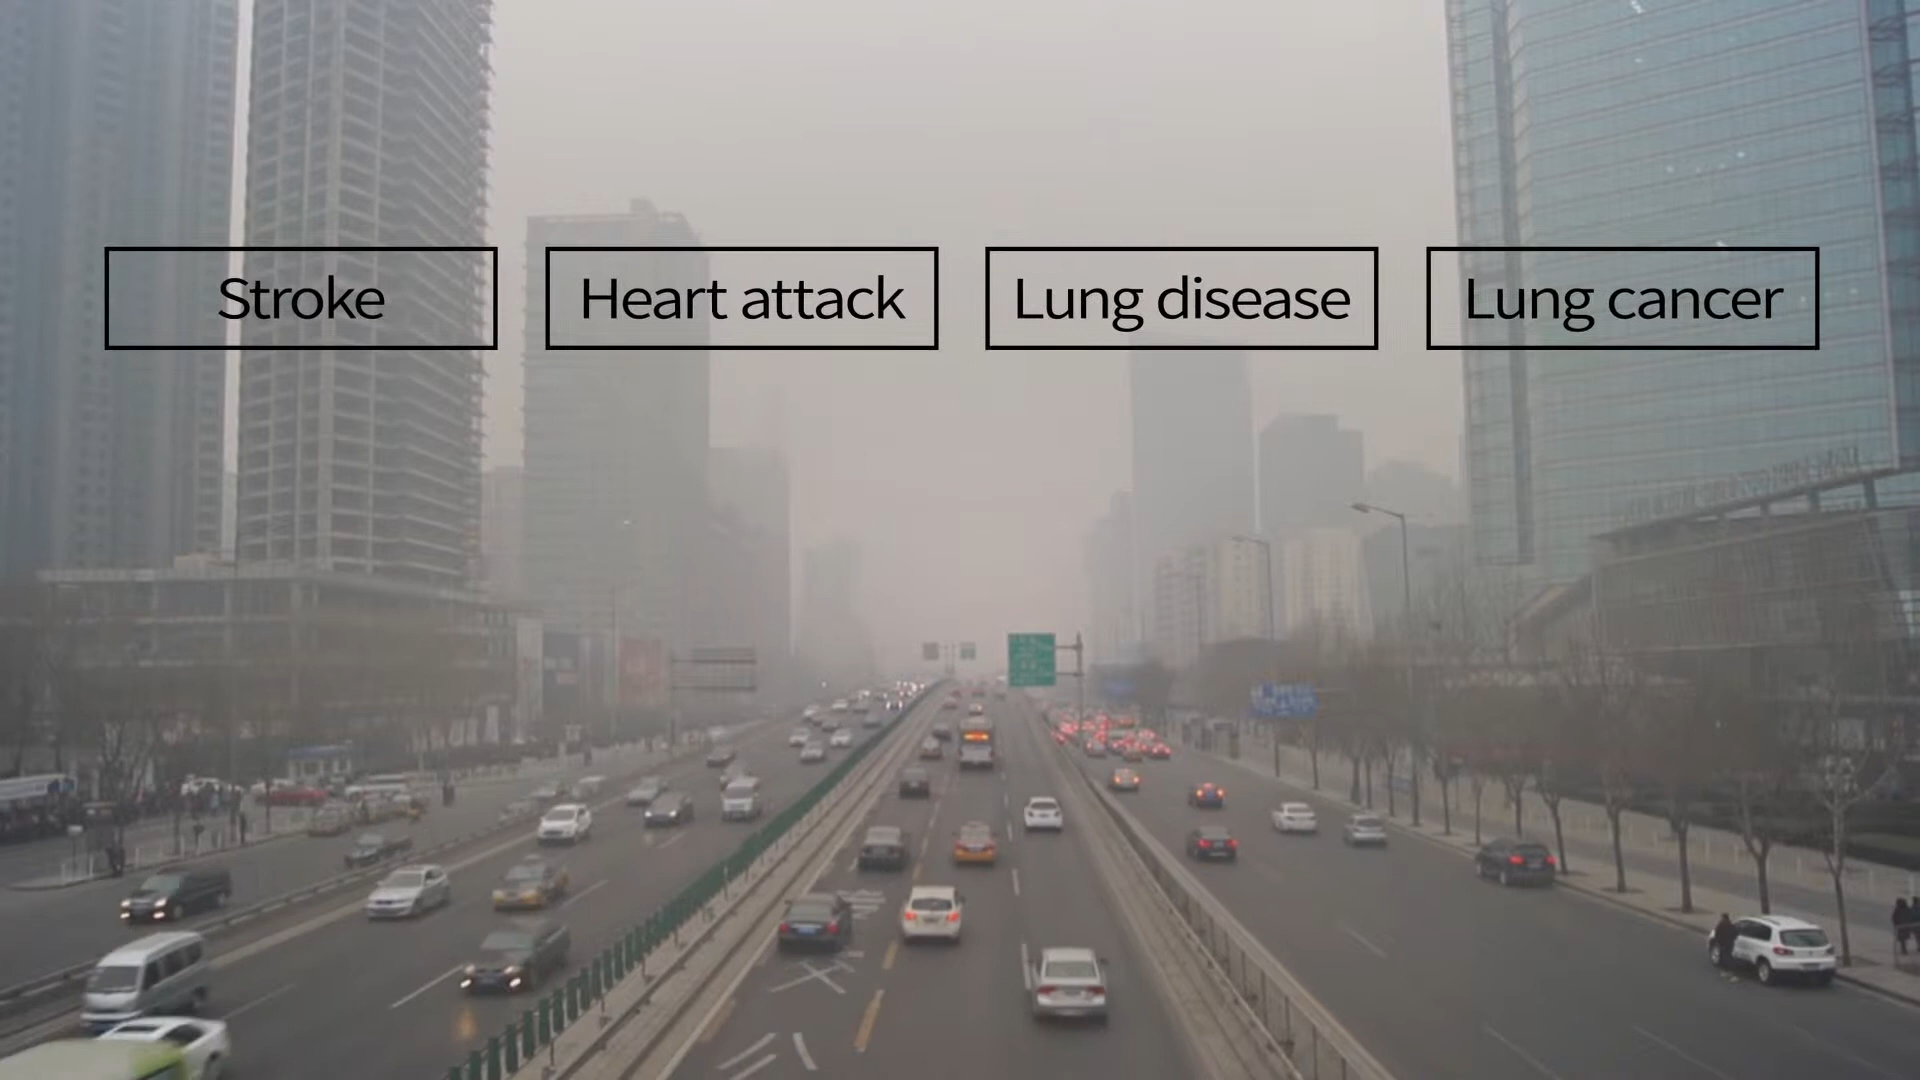 Stroke
Heart attack
Lung disease
Lung cancer